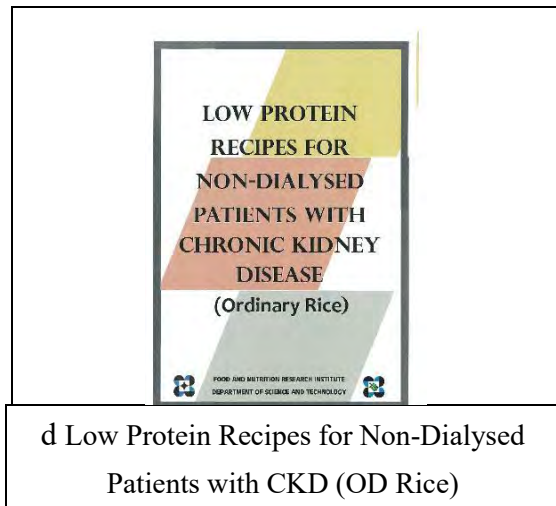 LOW PROTEIN
RECIPES FOR
NON-DIALYSED
PATIENTS WITH
CHRONIC KIDNEY
DISEASE
(Ordinary Rice)
FOOD AND NUTRITION RESEARCH INSTITUTE
DEPARTMENT OF SCIENCE AND TECHNOLOGY
d Low Protein Recipes for Non-Dialysed
Patients with CKD (OD Rice)